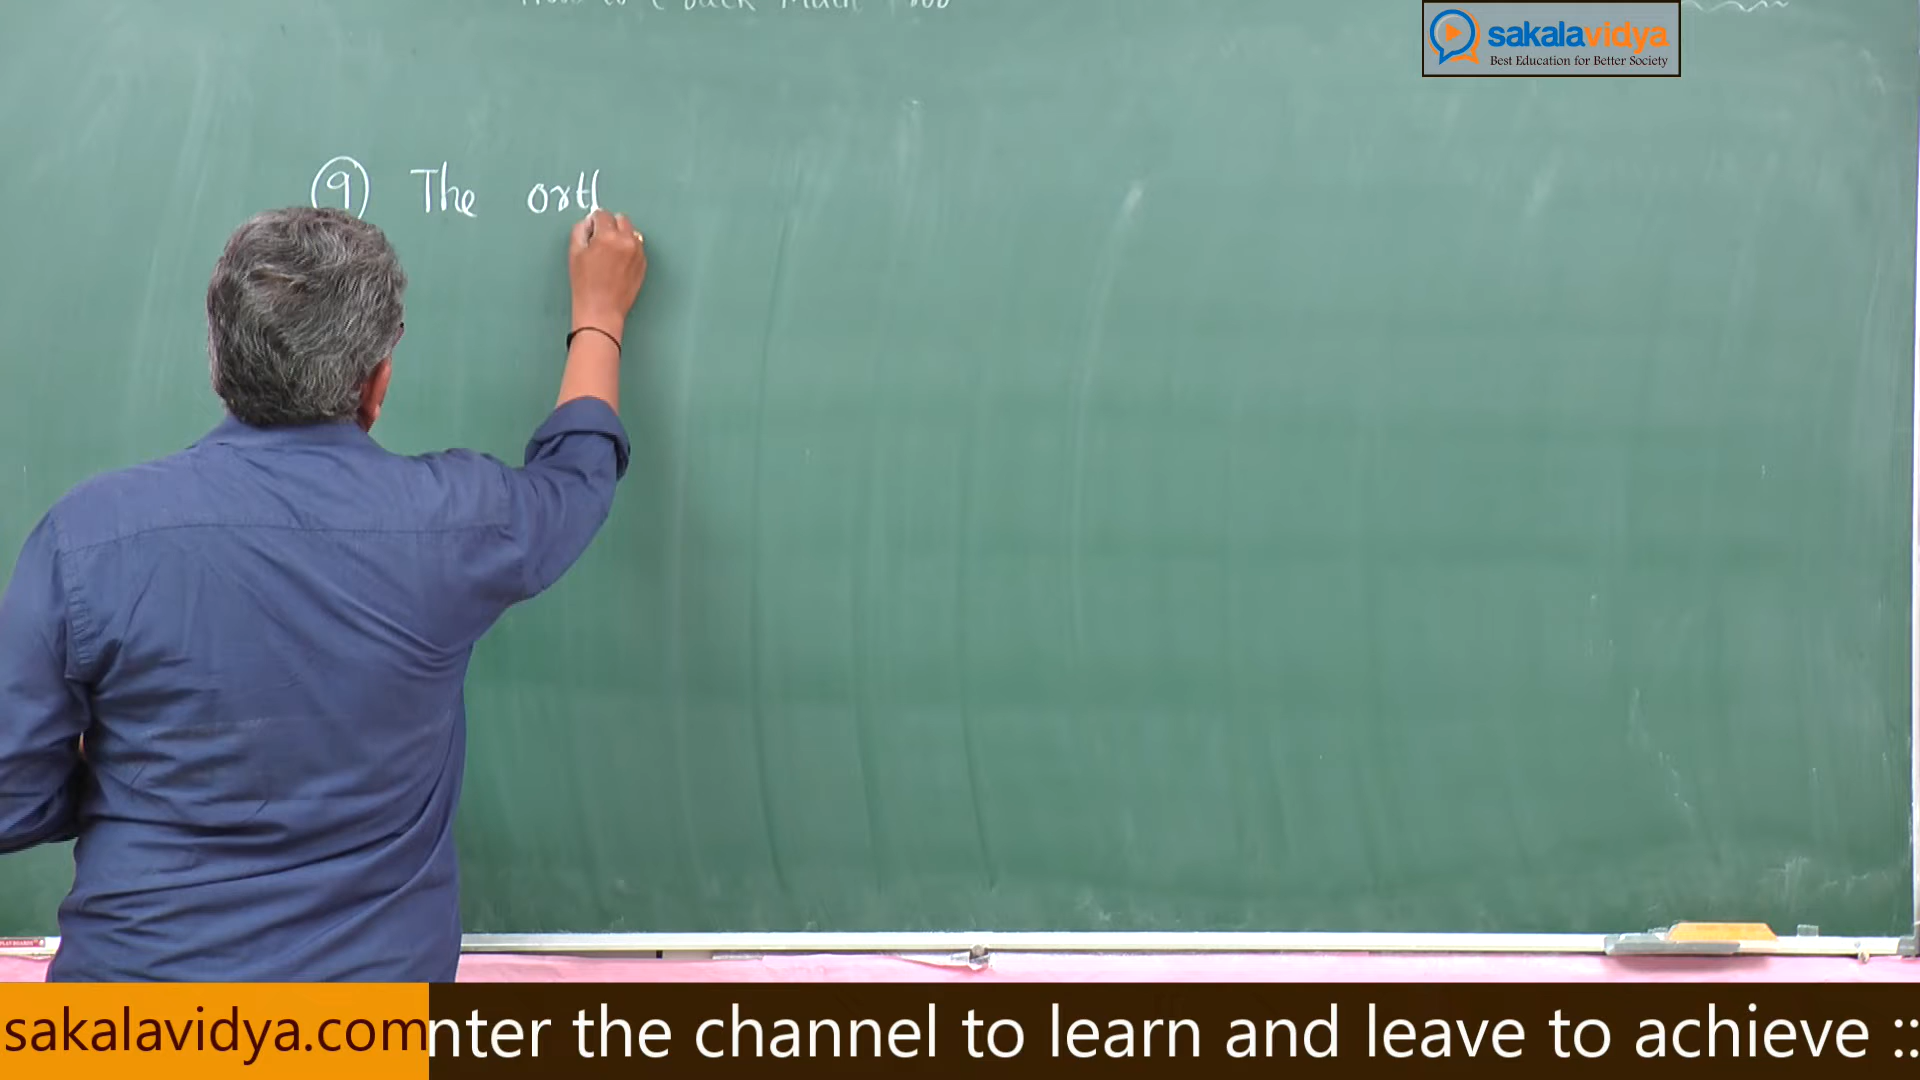 sakalavidya
Best Education for Better Society
9 The orth
sakalavidya.com
nter the channel to learn and leave to achieve ::